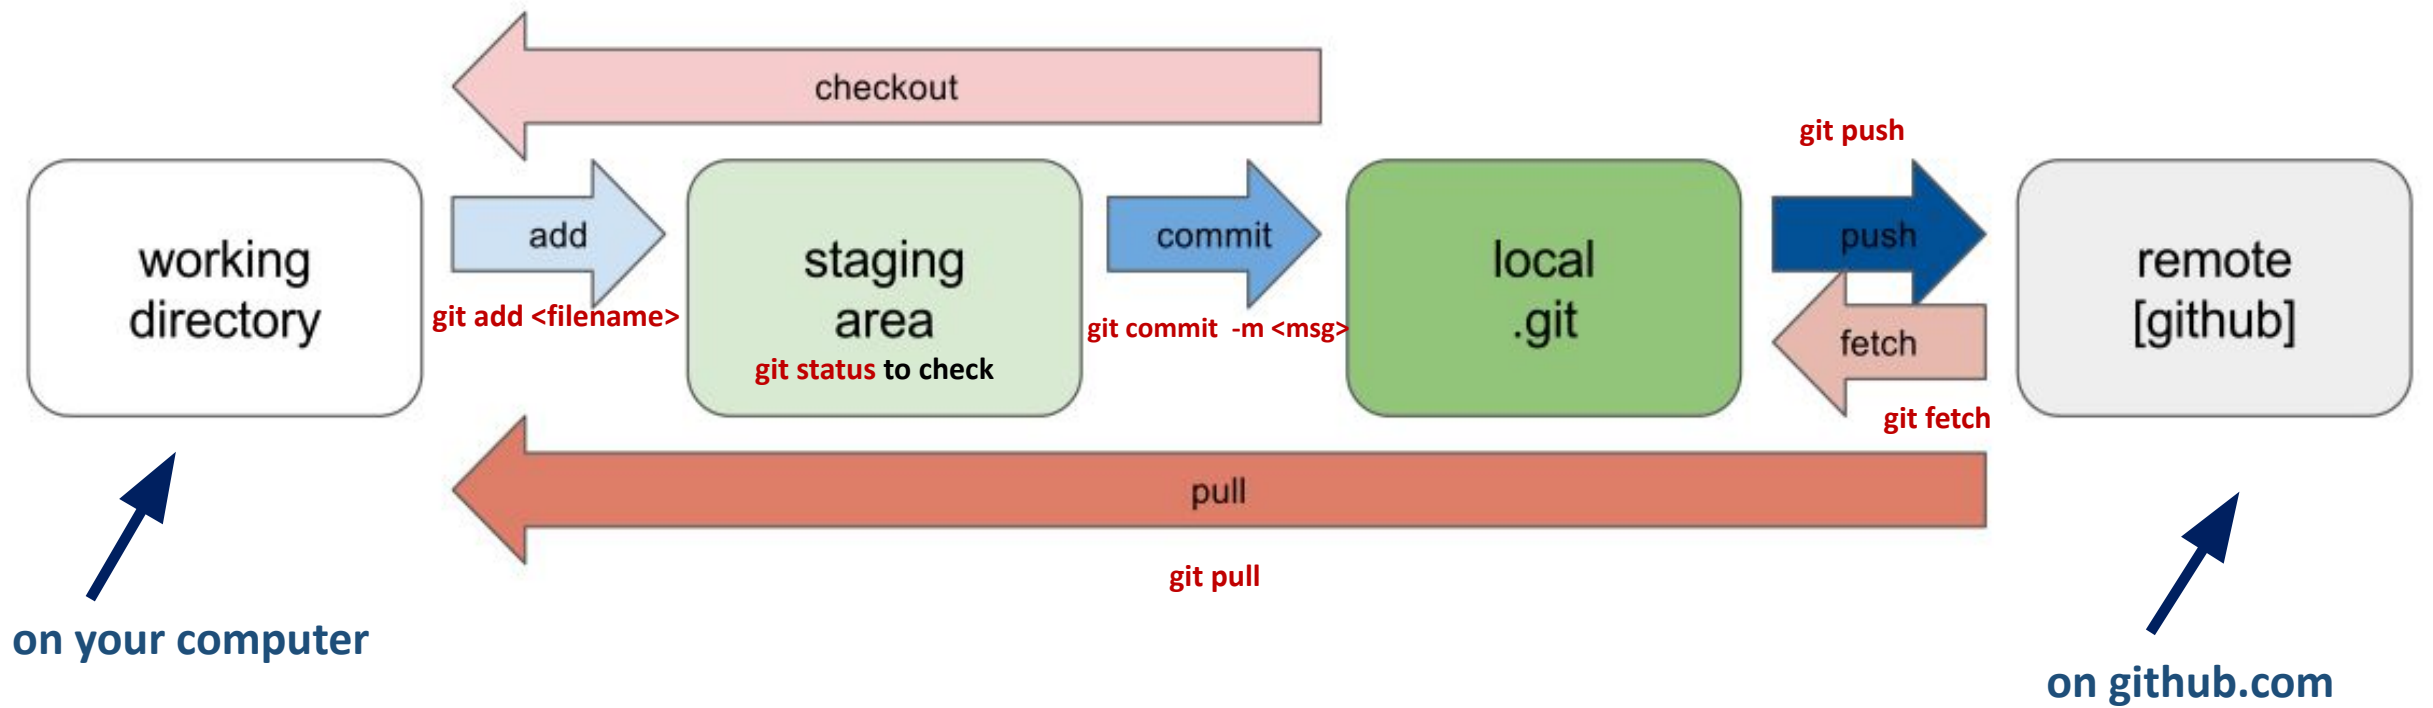 checkout
git push
working
directory
add
git add <filename>
staging
area
git status to check
commit
git commit -m <msg>
local
.git
push
fetch
git fetch
remote
[github]
pull
git pull
on your computer
on github.com